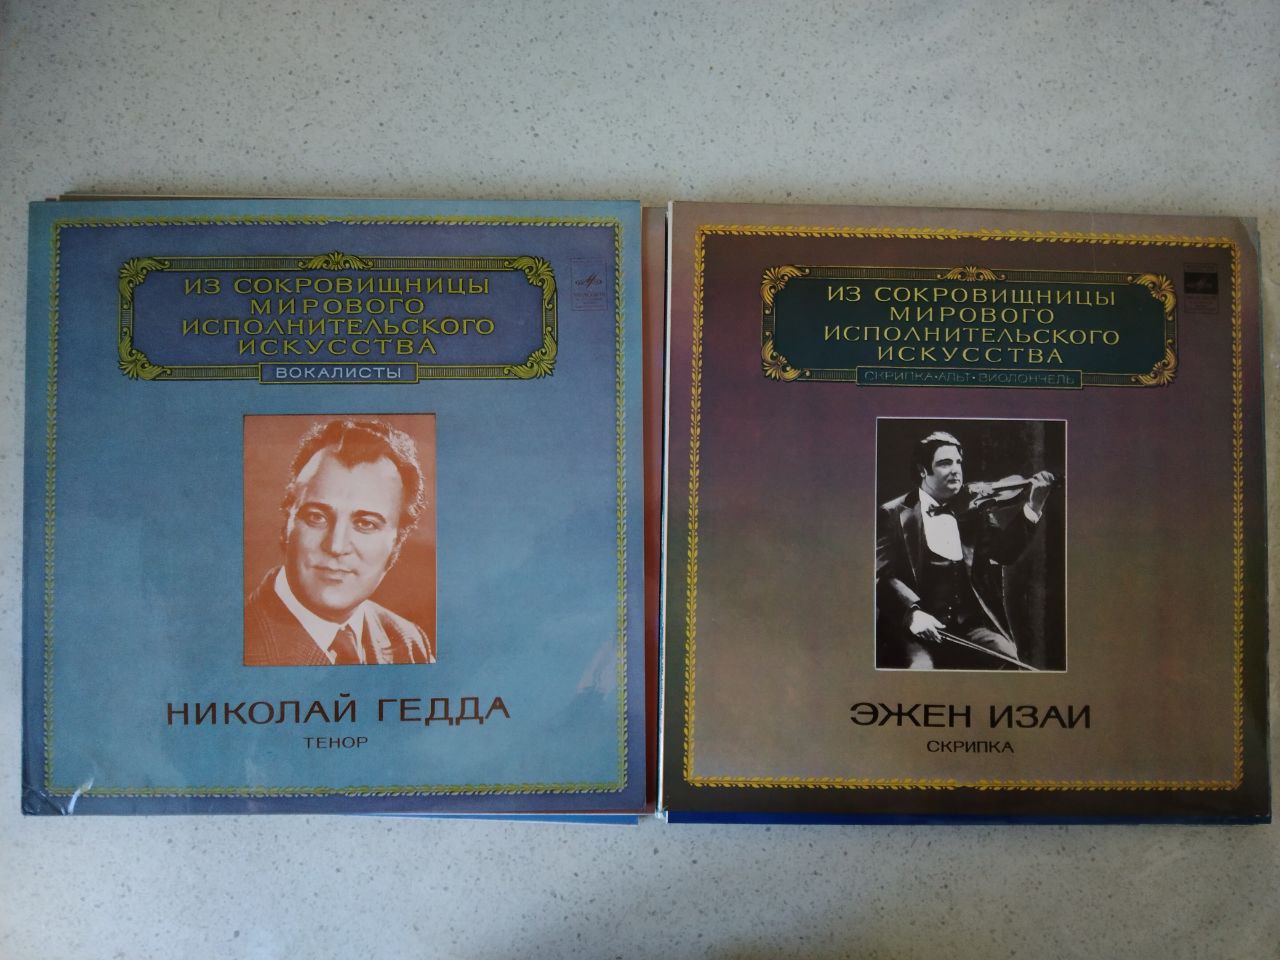 ИЗ СОКРОВИЩНИЦЫ
МИРОВОГО
ИСПОЛНИТЕЛЬСКОГО
ИСКУССТВА
ВОКАЛИСТЫ
НИКОЛАЙ ГЕДДА
ТЕНОР
ИЗ СОКРОВИЩНИЦЫ
МИРОВОГО
ИСПОЛНИТЕЛЬСКОГО
ИСКУССТВА
СКРИПКА•АЛЬТ•ВИОЛОНЧЕЛЬ
ЭЖЕН ИЗАИ
СКРИПКА